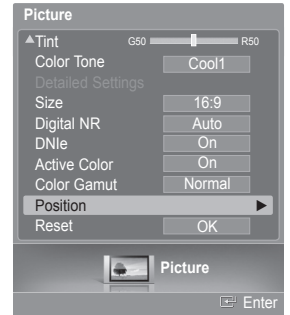 Picture
Tint G50 R50
Color Tone Cool1
Detailed Settings
Size 16:9
Digital NR Auto
DNIe On
Active Color On
Color Gamut Normal
Position
Reset OK
Picture
Enter